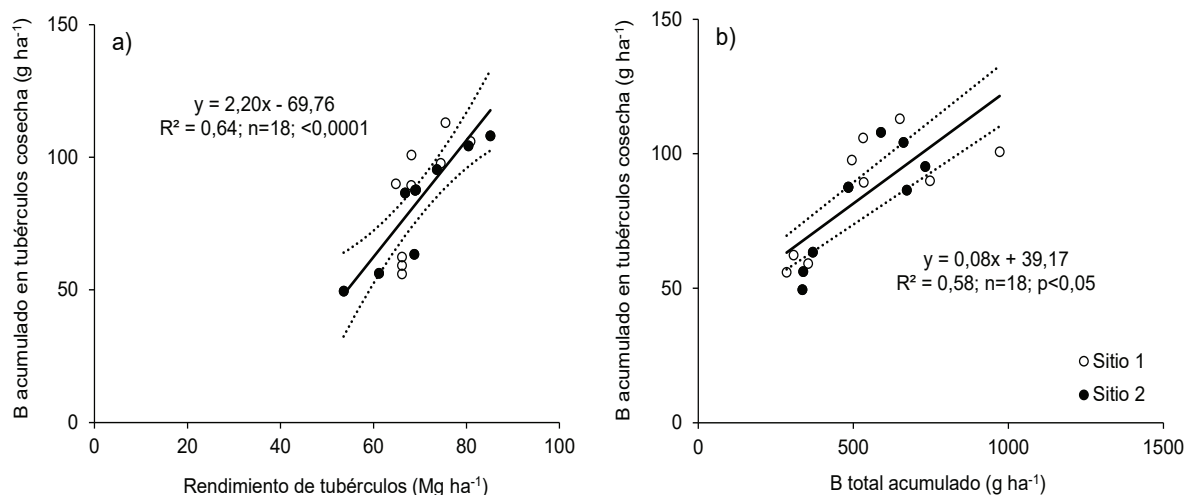 B acumulado en tubérculos cosecha (g ha⁻¹)
150
100
50
0
a)
y = 2,20x - 69,76
R² = 0,64; n=18; <0,0001
0 20 40 60 80 100
Rendimiento de tubérculos (Mg ha⁻¹)
B acumulado en tubérculos cosecha (g ha⁻¹)
150
100
50
0
b)
y = 0,08x + 39,17
R² = 0,58; n=18; p<0,05
Sitio 1
Sitio 2
0 500 1000 1500
B total acumulado (g ha⁻¹)